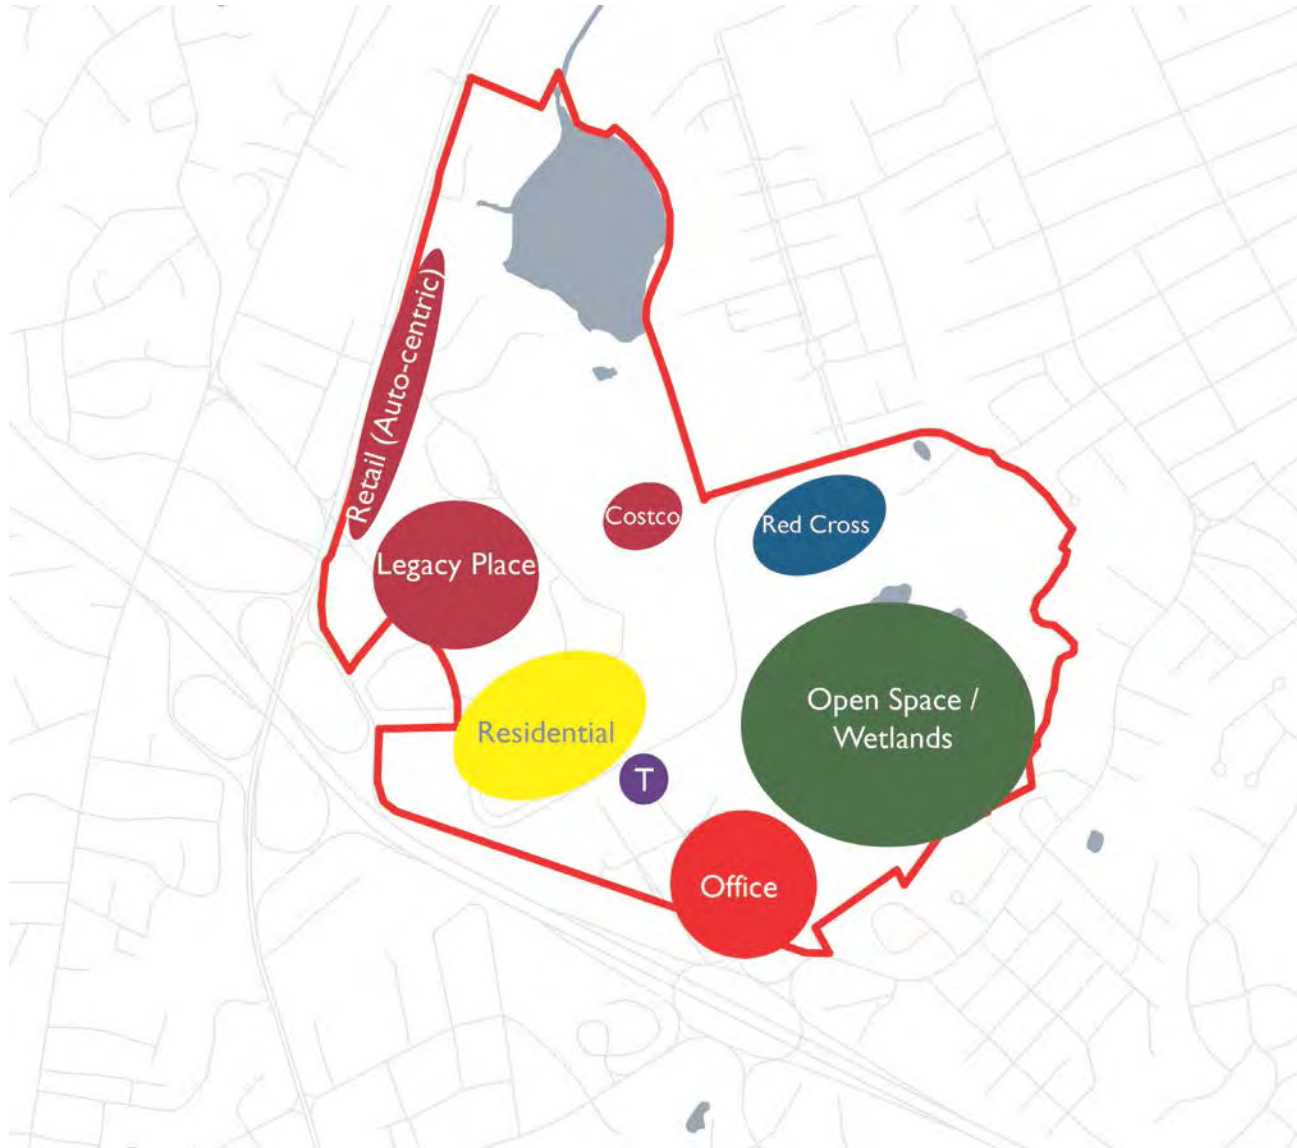 Retail (Auto-centric)
Costco
Red Cross
Legacy Place
Open Space /
Wetlands
Residential
T
Office